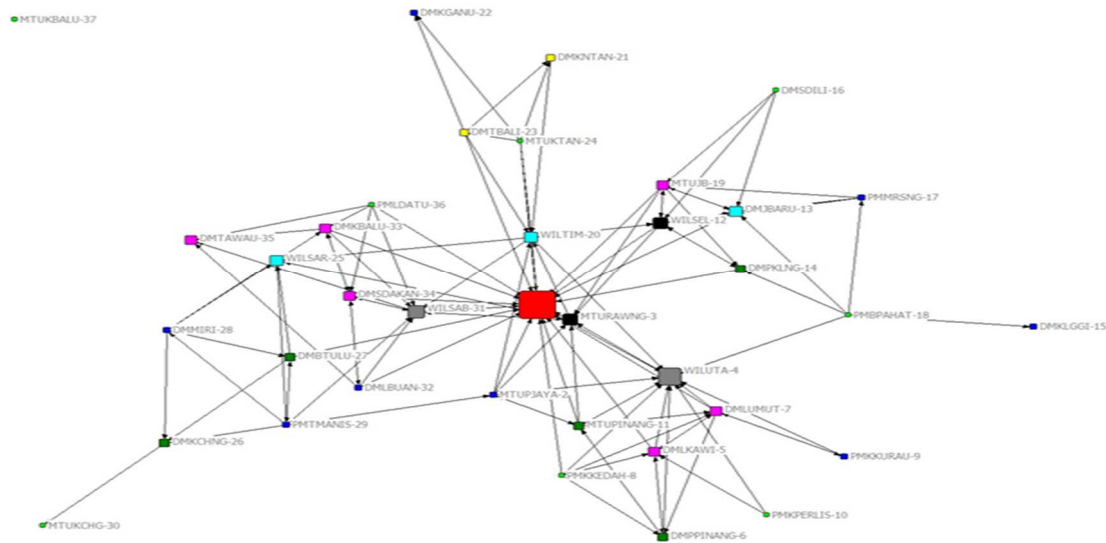 DMKGANU-22
MTUKBALU-37
DMKNTAN-21
DMSDILI-16
DMTBALI-23
MTUKTAN-24
MTUJB-19
PMMRSNG-17
PMLDATU-36
DMJBARU-13
WILSEL-12
DMKBALU-33
WILTIM-20
DMTAWAU-35
WILSAR-25
DMPKLNG-14
DMSDAKAN-34
WILSAB-31
MTURAWNG-3
PMBPAHAT-18
DMKLGGI-15
DMMIRI-28
DMBTULU-27
WILUTA-4
DMLBUAN-32
MTUPJAYA-2
DMLUMUT-7
PMTMANIS-29
MTUPINANG-11
DMKCHNG-26
DMLKAWI-5
PMKKURAU-9
PMKKEDAH-8
PMKPERLIS-10
MTUKCHG-30
DMPPINANG-6